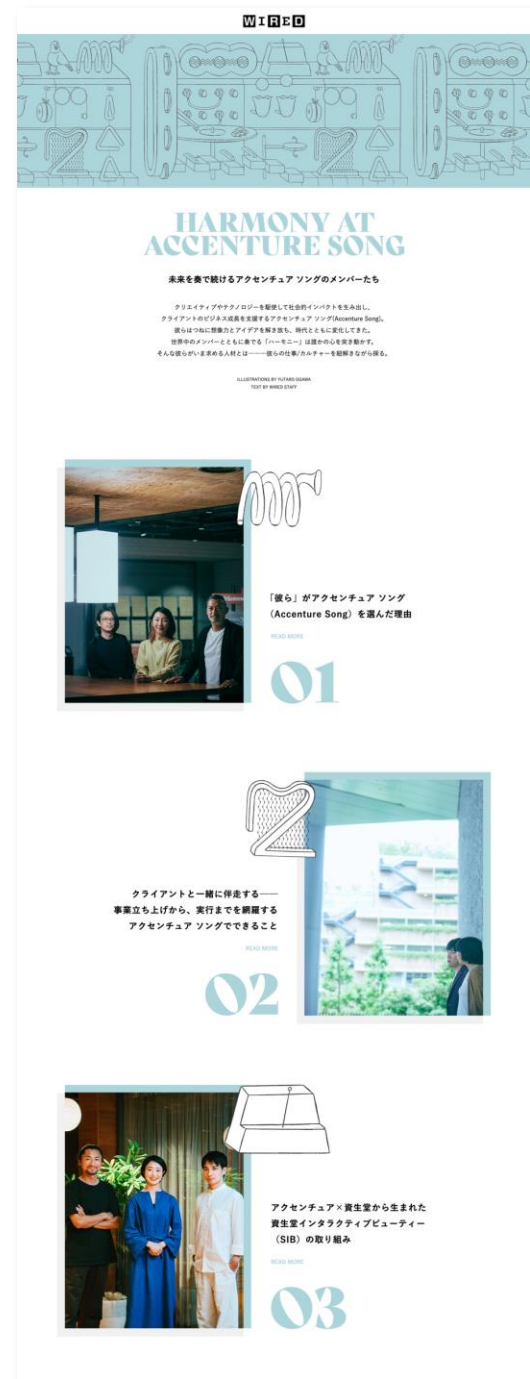 WIRED
HARMONY AT
ACCENTURE SONG
未来を奏で続けるアクセンチュア ソングのメンバーたち
クリエイティブやテクノロジーを駆使して社会的インパクトを生み出し、
クライアントのビジネス成長を支援するアクセンチュア ソング(Accenture Song)。
彼らはつねに想像力とアイデアを解き放ち、時代とともに変化してきた。
世界中のメンバーとともに奏でる「ハーモニー」は誰かの心を突き動かす。
そんな彼らがいま求める人材とは———彼らの仕事/カルチャーを紐解きながら探る。
ILLUSTRATIONS BY YUTARO OGAWA
TEXT BY WIRED STAFF
「彼ら」がアクセンチュア ソング
（Accenture Song）を選んだ理由
READ MORE
01
クライアントと一緒に伴走する——
事業立ち上げから、実行までを網羅する
アクセンチュア ソングでできること
READ MORE
02
アクセンチュア×資生堂から生まれた
資生堂インタラクティブビューティー
（SIB）の取り組み
READ MORE
03